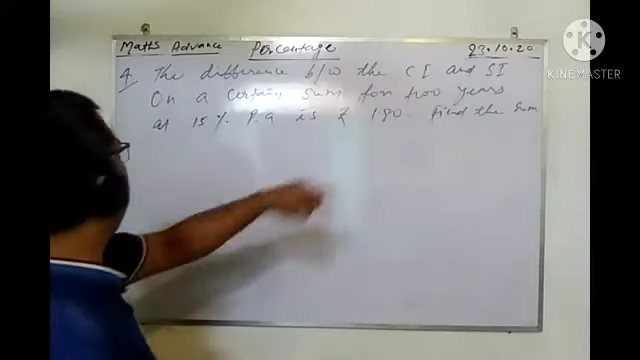 Maths Advance Percentage 23.10.20
4. The difference b/w the CI and SI
On a certain sum for two years
at 15 % P.a is ₹ 180. Find the sum
KINEMASTER